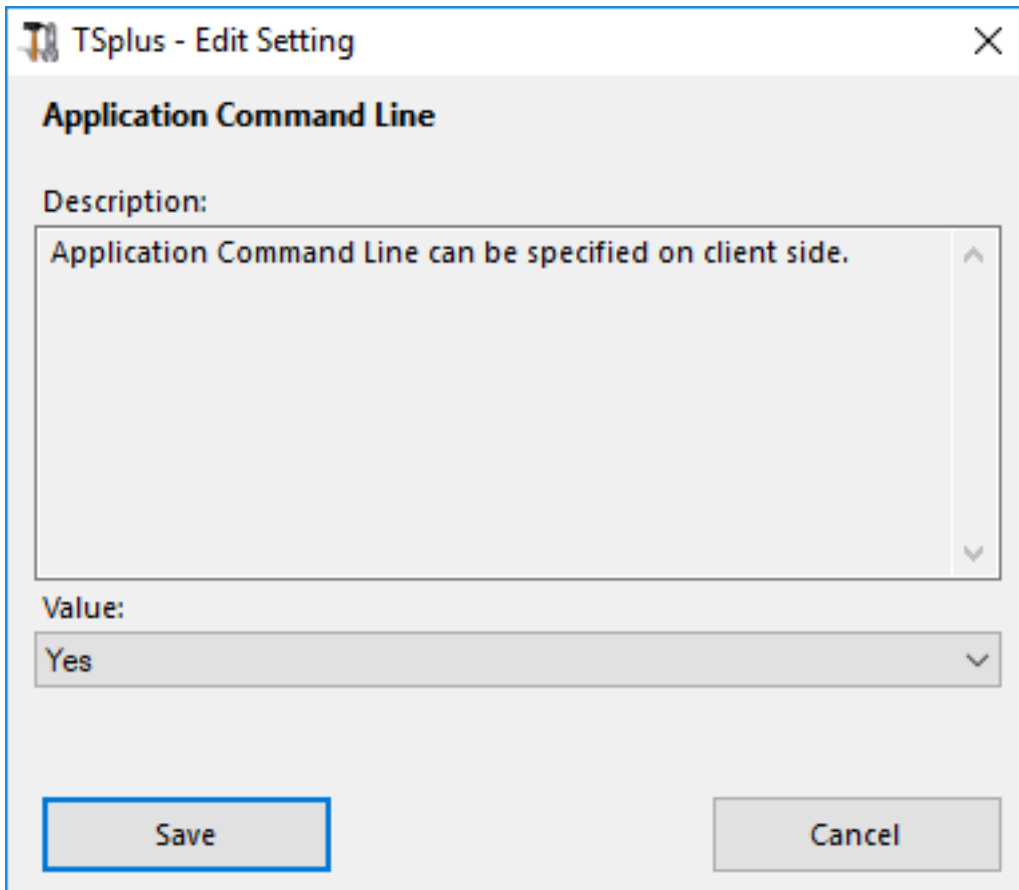 TSplus - Edit Setting
Application Command Line
Description:
Application Command Line can be specified on client side.
Value:
Yes
Save
Cancel